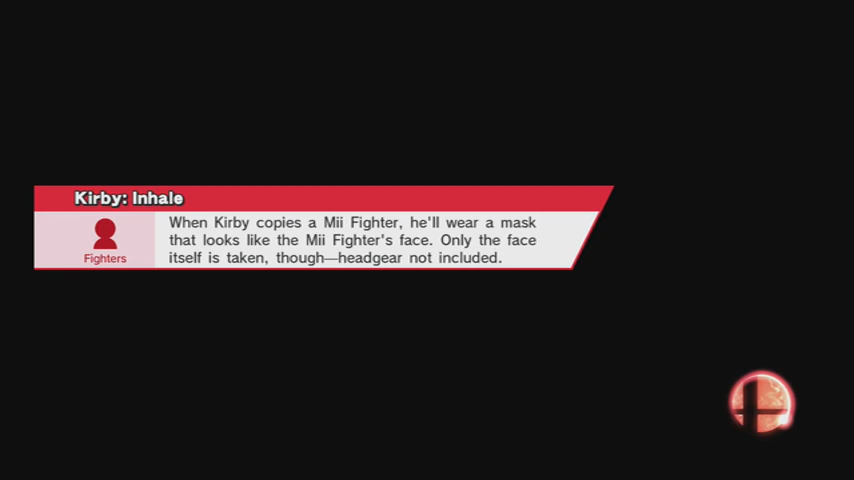 Kirby: Inhale
When Kirby copies a Mii Fighter, he'll wear a mask
that looks like the Mii Fighter's face. Only the face
itself is taken, though—headgear not included.
Fighters